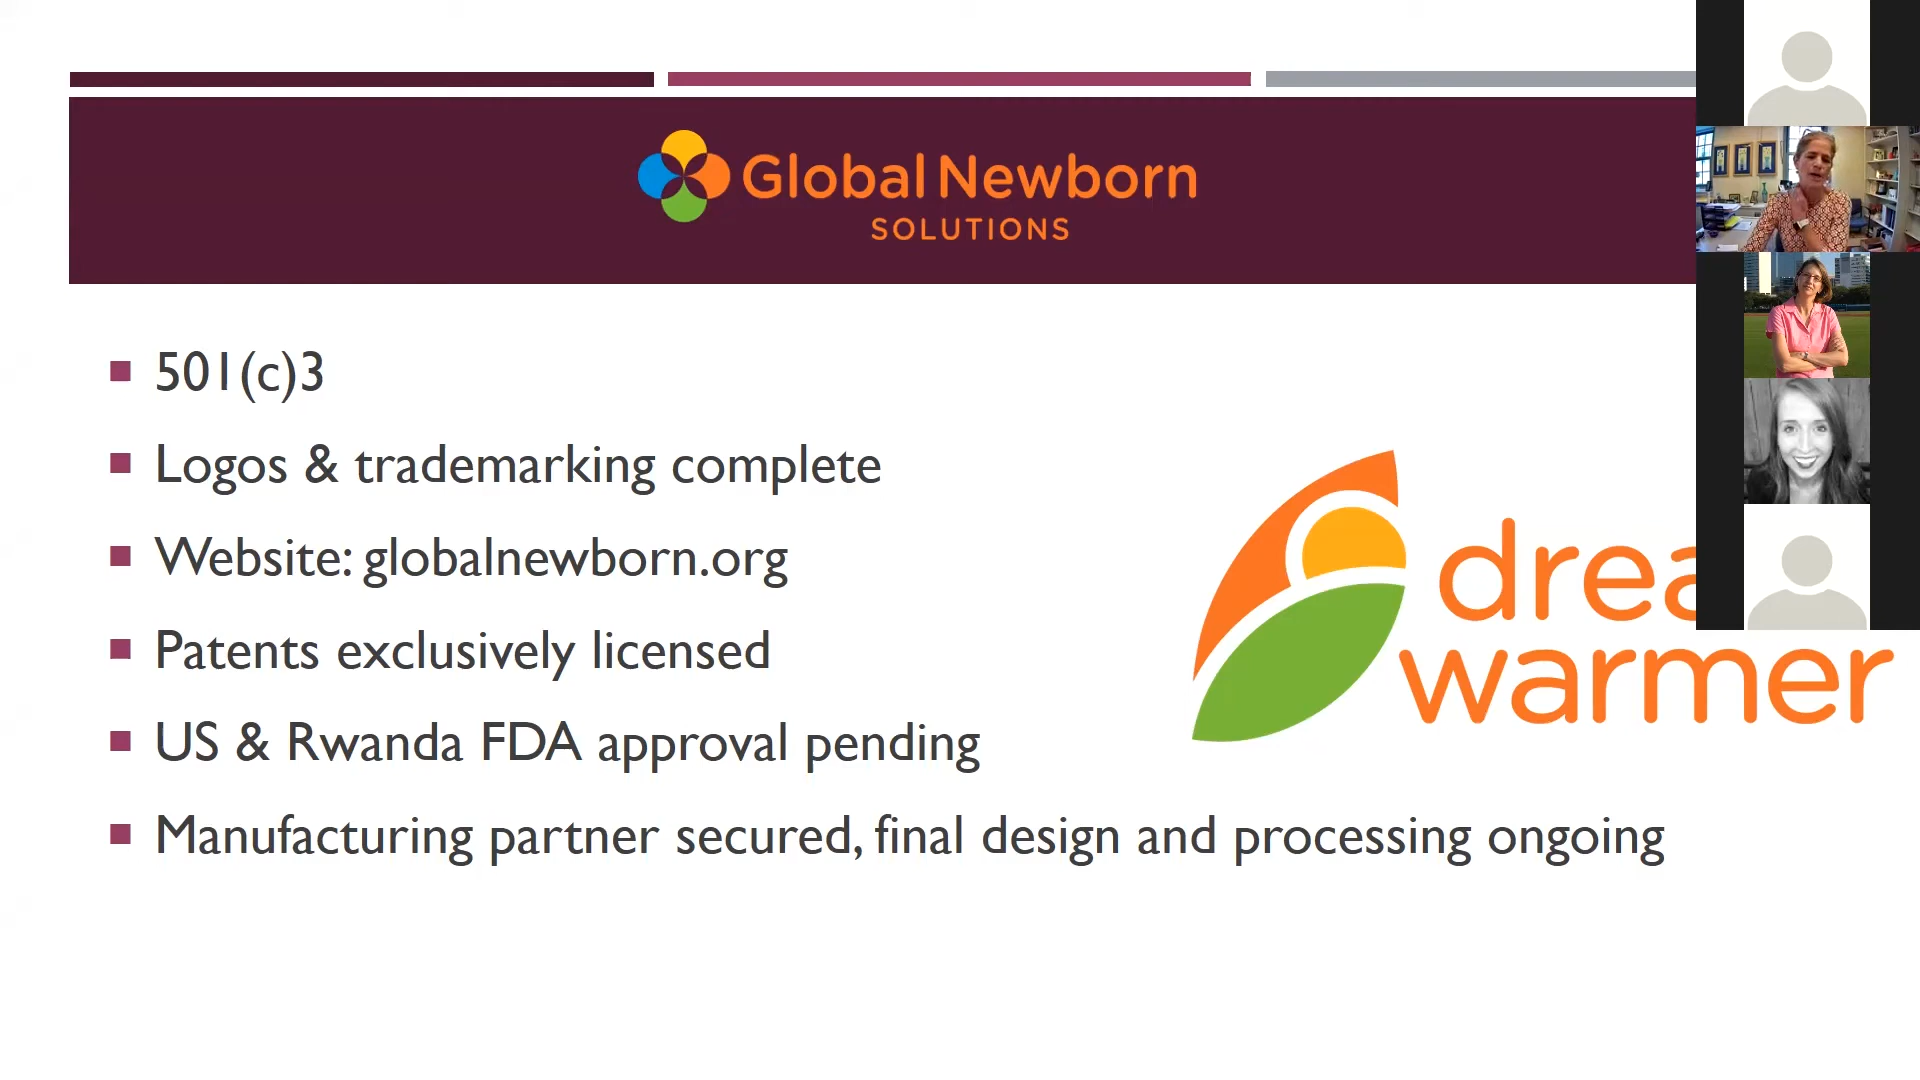 Global Newborn
SOLUTIONS
501(c)3
Logos & trademarking complete
Website: globalnewborn.org
Patents exclusively licensed
US & Rwanda FDA approval pending
Manufacturing partner secured, final design and processing ongoing
warmer